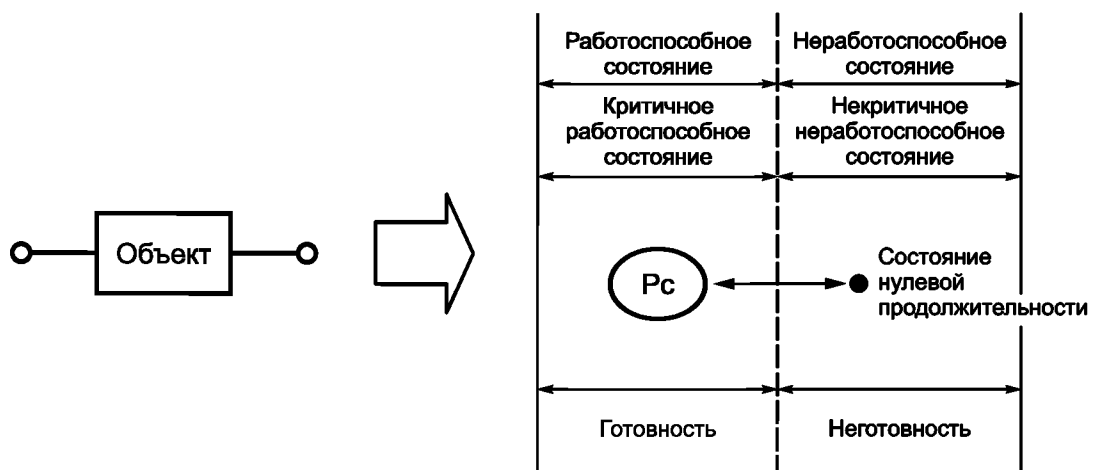 Работоспособное
состояние
Неработоспособное
состояние
Критичное
работоспособное
состояние
Некритичное
неработоспособное
состояние
Объект
Рс
Состояние
нулевой
продолжительности
Готовность
Неготовность